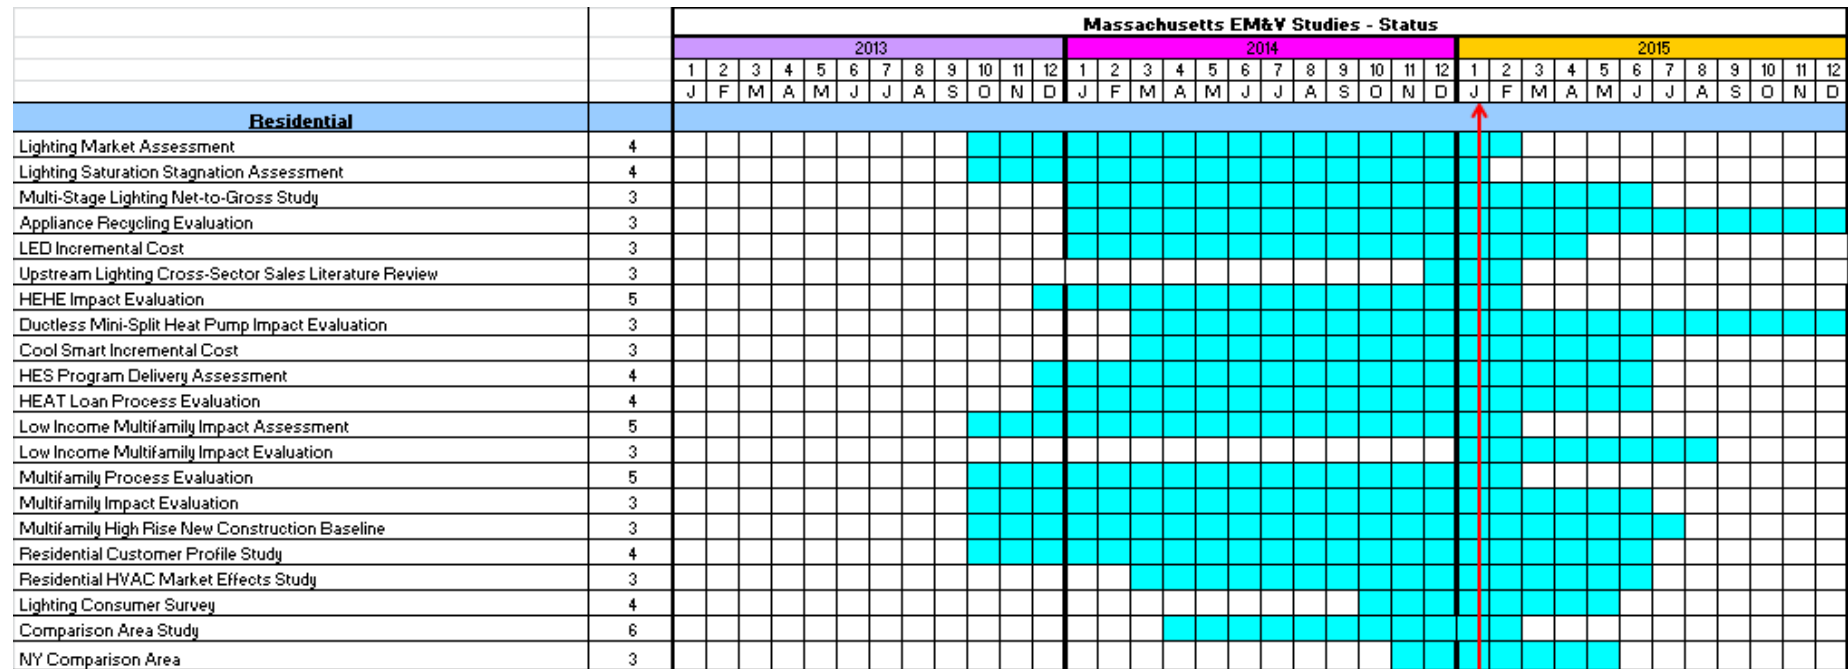 Massachusetts EM&V Studies - Status
2013 2014 2015
1 2 3 4 5 6 7 8 9 10 11 12 1 2 3 4 5 6 7 8 9 10 11 12 1 2 3 4 5 6 7 8 9 10 11 12
J F M A M J J A S O N D J F M A M J J A S O N D J F M A M J J A S O N D
Residential
Lighting Market Assessment 4
Lighting Saturation Stagnation Assessment 4
Multi-Stage Lighting Net-to-Gross Study 3
Appliance Recycling Evaluation 3
LED Incremental Cost 3
Upstream Lighting Cross-Sector Sales Literature Review 3
HEHE Impact Evaluation 5
Ductless Mini-Split Heat Pump Impact Evaluation 3
Cool Smart Incremental Cost 3
HES Program Delivery Assessment 4
HEAT Loan Process Evaluation 4
Low Income Multifamily Impact Assessment 5
Low Income Multifamily Impact Evaluation 3
Multifamily Process Evaluation 5
Multifamily Impact Evaluation 3
Multifamily High Rise New Construction Baseline 3
Residential Customer Profile Study 4
Residential HVAC Market Effects Study 3
Lighting Consumer Survey 4
Comparison Area Study 6
NY Comparison Area 3